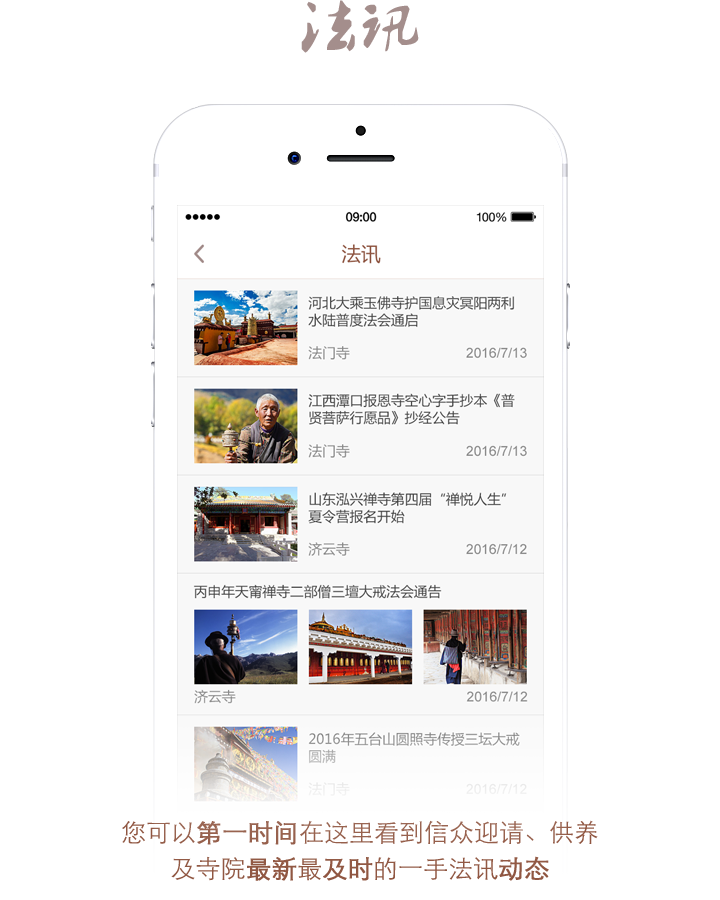 法讯
09:00
100%
法讯
河北大乘玉佛寺护国息灾冥阳两利
水陆普度法会通启
法门寺
2016/7/13
江西潭口报恩寺空心字手抄本《普
贤菩萨行愿品》抄经公告
法门寺
2016/7/13
山东泓兴禅寺第四届“禅悦人生”
夏令营报名开始
济云寺
2016/7/12
丙申年天甯禅寺二部僧三壇大戒法会通告
济云寺
2016/7/12
2016年五台山圆照寺传授三坛大戒
圆满
法门寺
2016/7/12
您可以第一时间在这里看到信众迎请、供养
及寺院最新最及时的一手法讯动态